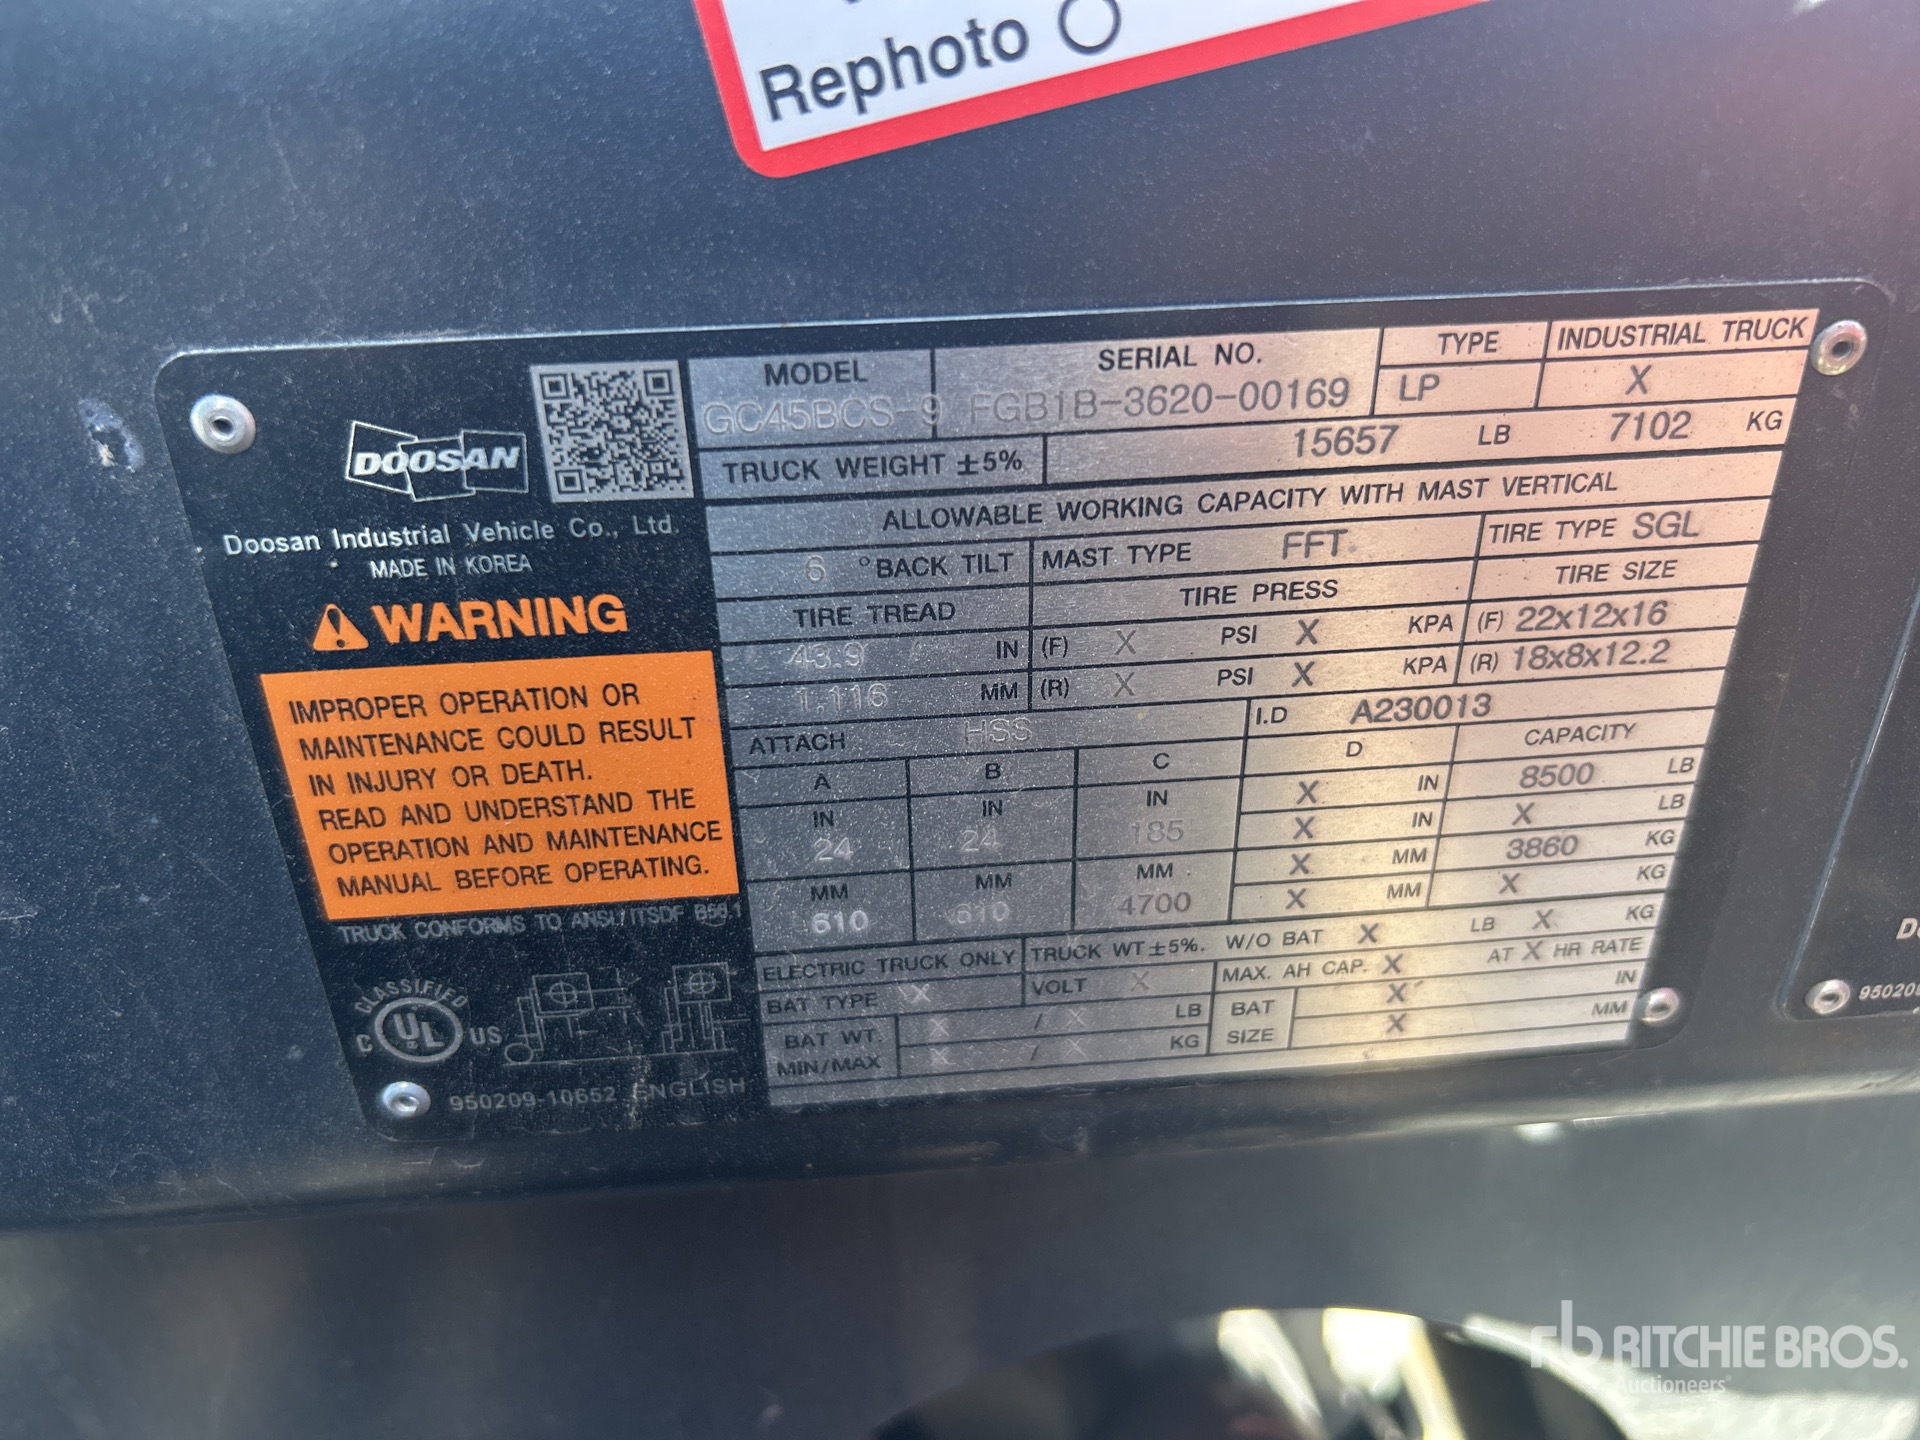 Rephoto
DOOSAN
Doosan Industrial Vehicle Co., Ltd.
MADE IN KOREA
WARNING
IMPROPER OPERATION OR
MAINTENANCE COULD RESULT
IN INJURY OR DEATH.
READ AND UNDERSTAND THE
OPERATION AND MAINTENANCE
MANUAL BEFORE OPERATING.
TRUCK CONFORMS TO ANSI/ITSDF B56.1
CLASSIFIED
C UL US
950209-10652 ENGLISH
MODEL SERIAL NO. TYPE INDUSTRIAL TRUCK
GC45BCS-9 FGB1B-3620-00169 LP X
TRUCK WEIGHT ±5% 15657 LB 7102 KG
ALLOWABLE WORKING CAPACITY WITH MAST VERTICAL
6 °BACK TILT MAST TYPE FFT TIRE TYPE SGL
TIRE TREAD TIRE PRESS TIRE SIZE
43.9 IN (F) X PSI X KPA (F) 22x12x16
1,116 MM (R) X PSI X KPA (R) 18x8x12.2
ATTACH HSS I.D A230013
A B C D CAPACITY
IN IN IN X IN 8500 LB
24 24 185 X IN X LB
MM MM MM X MM 3860 KG
610 610 4700 X MM X KG
ELECTRIC TRUCK ONLY TRUCK WT ±5%. W/O BAT X LB X KG
BAT TYPE X VOLT X MAX. AH CAP. X AT X HR RATE
BAT WT. X / X LB BAT X IN
MIN/MAX X / X KG SIZE X MM
RITCHIE BROS.
Auctioneers